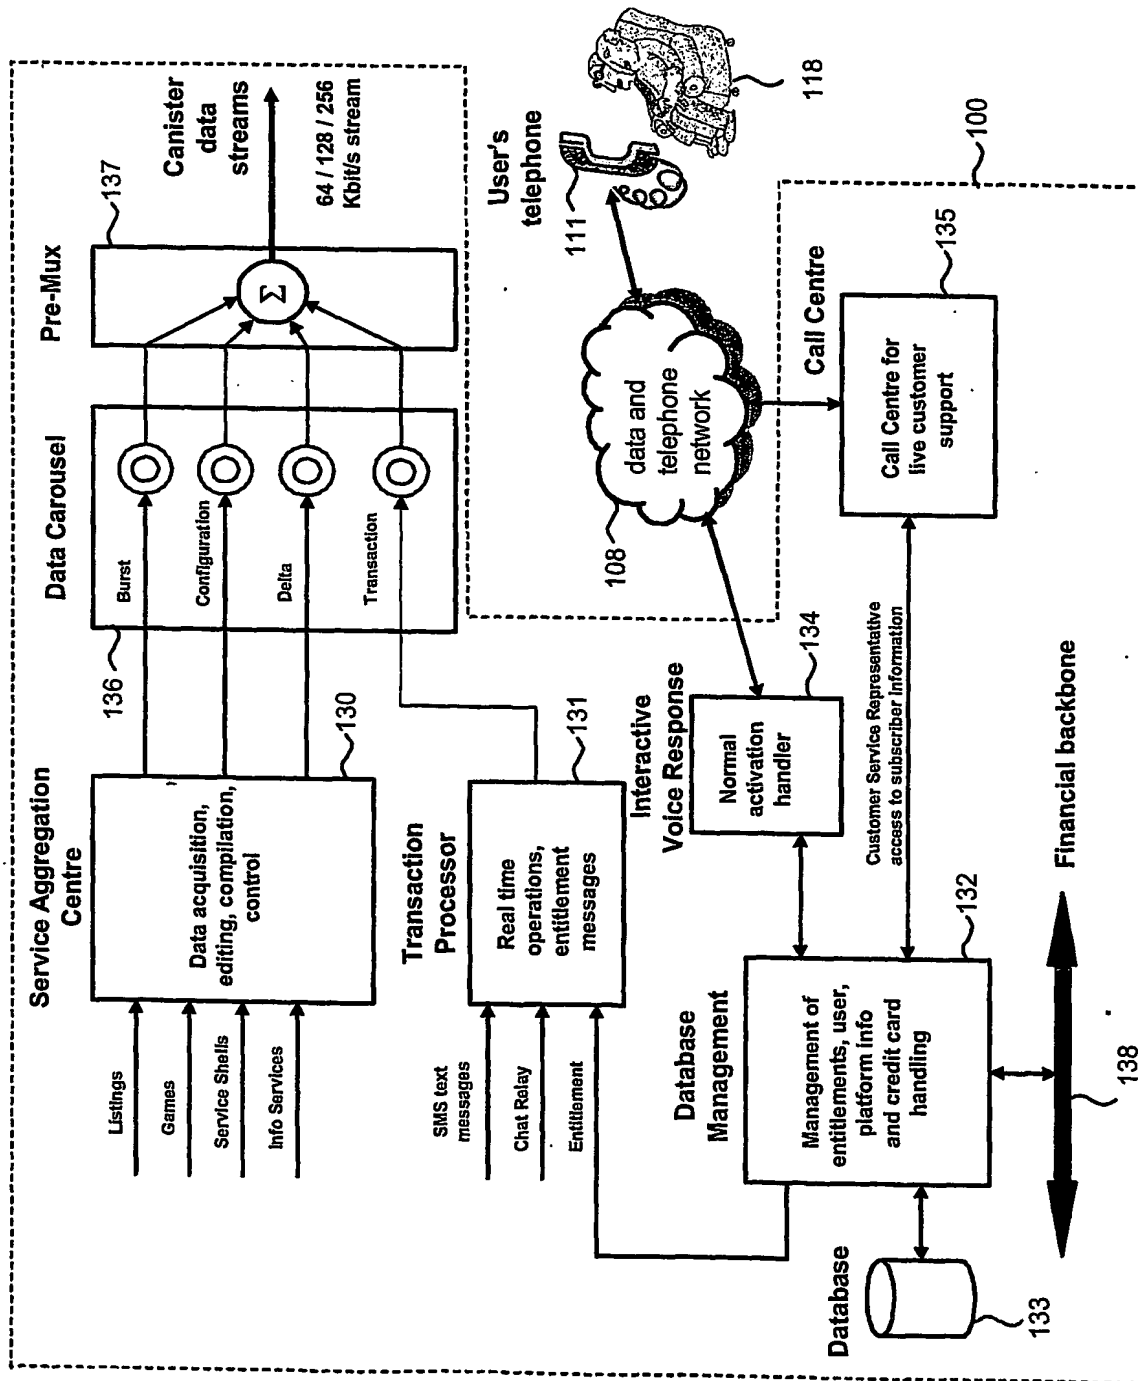 Service Aggregation
Centre
Listings
Games
Service Shells
Info Services
Data acquisition,
editing, compilation,
control
130
Data Carousel
136
Burst
Configuration
Delta
Transaction
Pre-Mux
137
Σ
Canister
data
streams
64 / 128 / 256
Kbit/s stream
Transaction
Processor
SMS text
messages
Chat Relay
Entitlement
Real time
operations,
entitlement
messages
131
User's
telephone
111
118
Interactive
Voice Response
Normal
activation
handler
134
108
data and
telephone
network
Database
Management
Management of
entitlements, user,
platform info
and credit card
handling
132
Database
133
Customer Service Representative
access to subscriber information
Call Centre
Call Centre for
live customer
support
135
100
Financial backbone
138